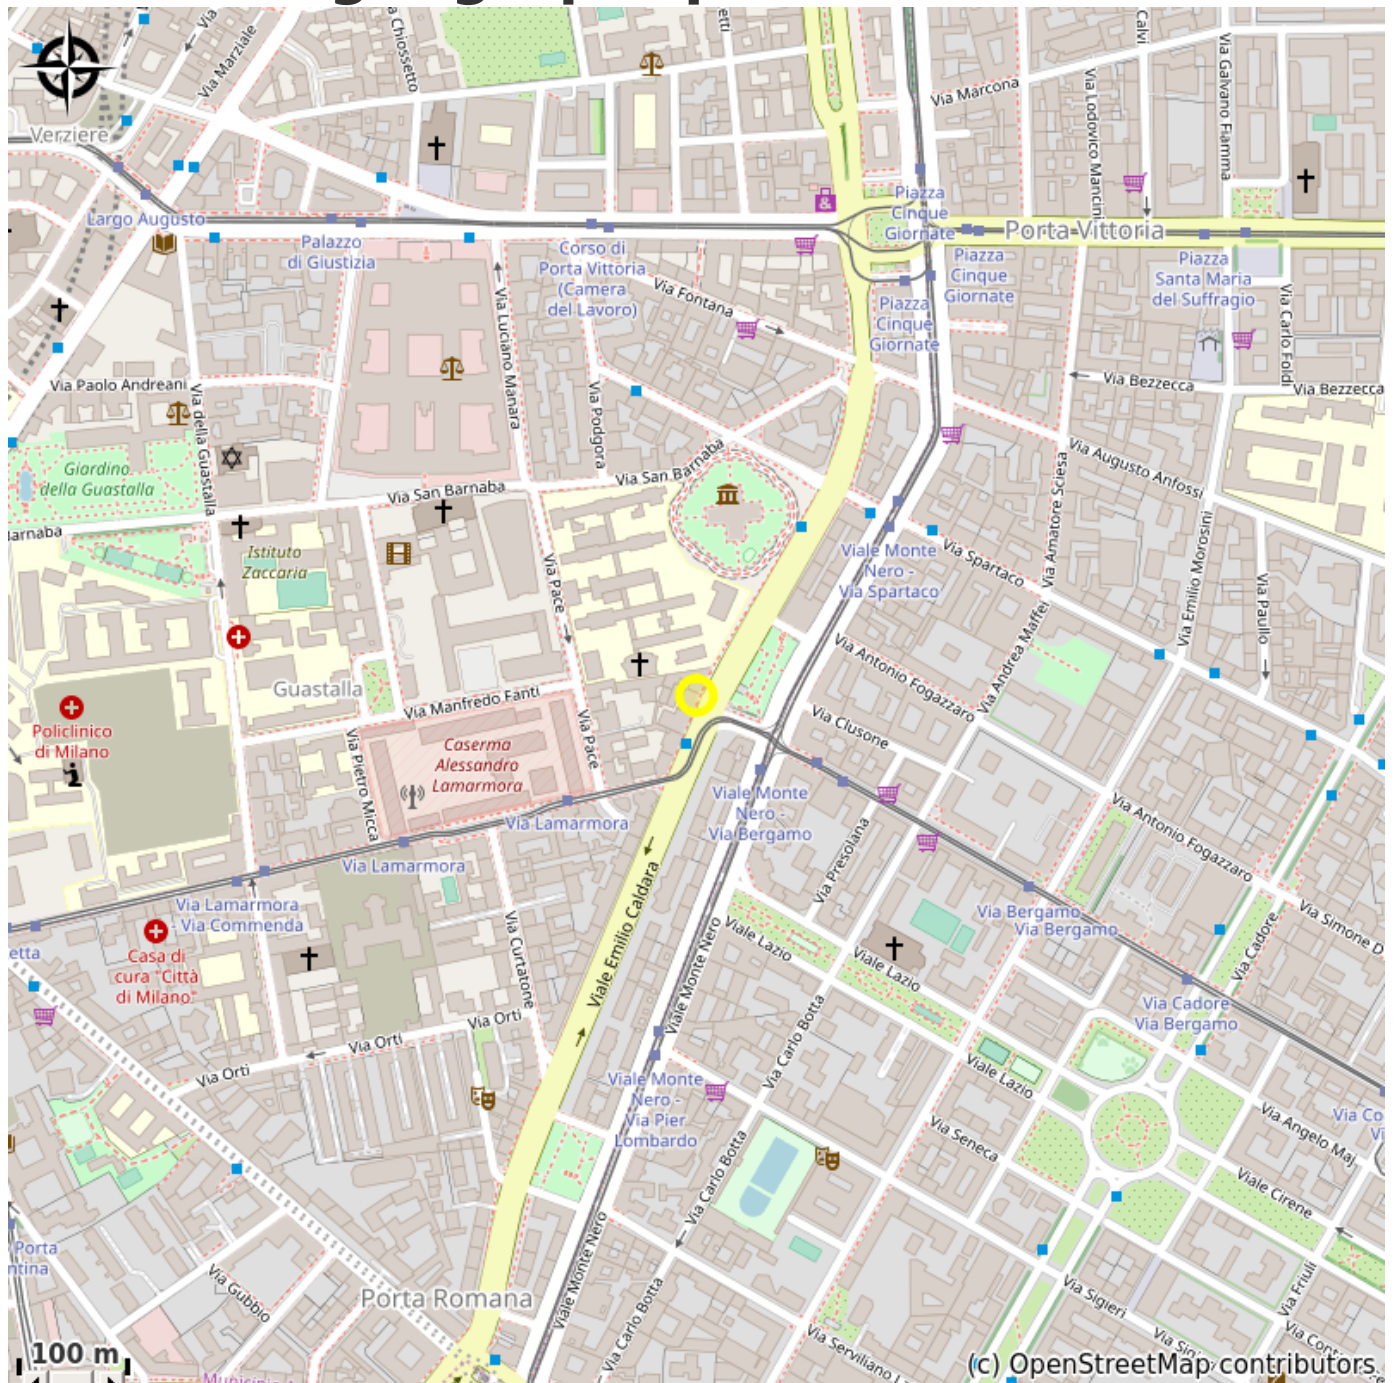 Via Marziale
Chiossetto
Calvi
Via Galvano Fiamma
Via Marcona
Via Lodovico Mancini
Verziere
Largo Augusto
Palazzo
di Giustizia
Corso di
Porta Vittoria
(Camera
del Lavoro)
Piazza
Cinque
Giornate
Porta Vittoria
Piazza
Cinque
Giornate
Piazza
Santa Maria
del Suffragio
Via Luciano Manara
Via Fontana
Piazza
Cinque
Giornate
Via Carlo Foldi
Via Paolo Andreani
Via della Guastalla
Via Podgora
Via Bezzecca
Via Bezzecca
Giardino
della Guastalla
Via San Barnaba
Via San Barnaba
Via Augusto Anfossi
Via Amatore Sciesa
Istituto
Zaccaria
Via Pace
Viale Monte
Nero -
Via Spartaco
Via Spartaco
Via Emilio Morosini
Via Paullo
Via Andrea Maffei
Via Antonio Fogazzaro
Guastalla
Via Manfredo Fanti
Via Pace
Via Clusone
Policlinico
di Milano
Via Pietro Micca
Caserma
Alessandro
Lamarmora
Via Lamarmora
Viale Monte
Nero -
Via Bergamo
Via Antonio Fogazzaro
Via Lamarmora
Via Presolana
Via Lamarmora
- Via Commenda
Via Curtatone
Viale Emilio Caldara
Viale Monte Nero
Viale Lazio
Viale Lazio
Via Bergamo
Via Bergamo
Via Cadore
Via Simone D
Casa di
cura "Città
di Milano"
Via Orti
Via Orti
Via Orti
Via Carlo Botta
Via Cadore
Via Bergamo
Viale Lazio
Viale Monte
Nero -
Via Pier
Lombardo
Via Seneca
Via Angelo Maj
Via Carlo Botta
Viale Cirene
Porta
ntina
Via Gubbio
Viale Monte Nero
Porta Romana
Via Carlo Botta
Via Sigieri
Via Friuli
Via Serviliano
100 m
(c) OpenStreetMap contributors